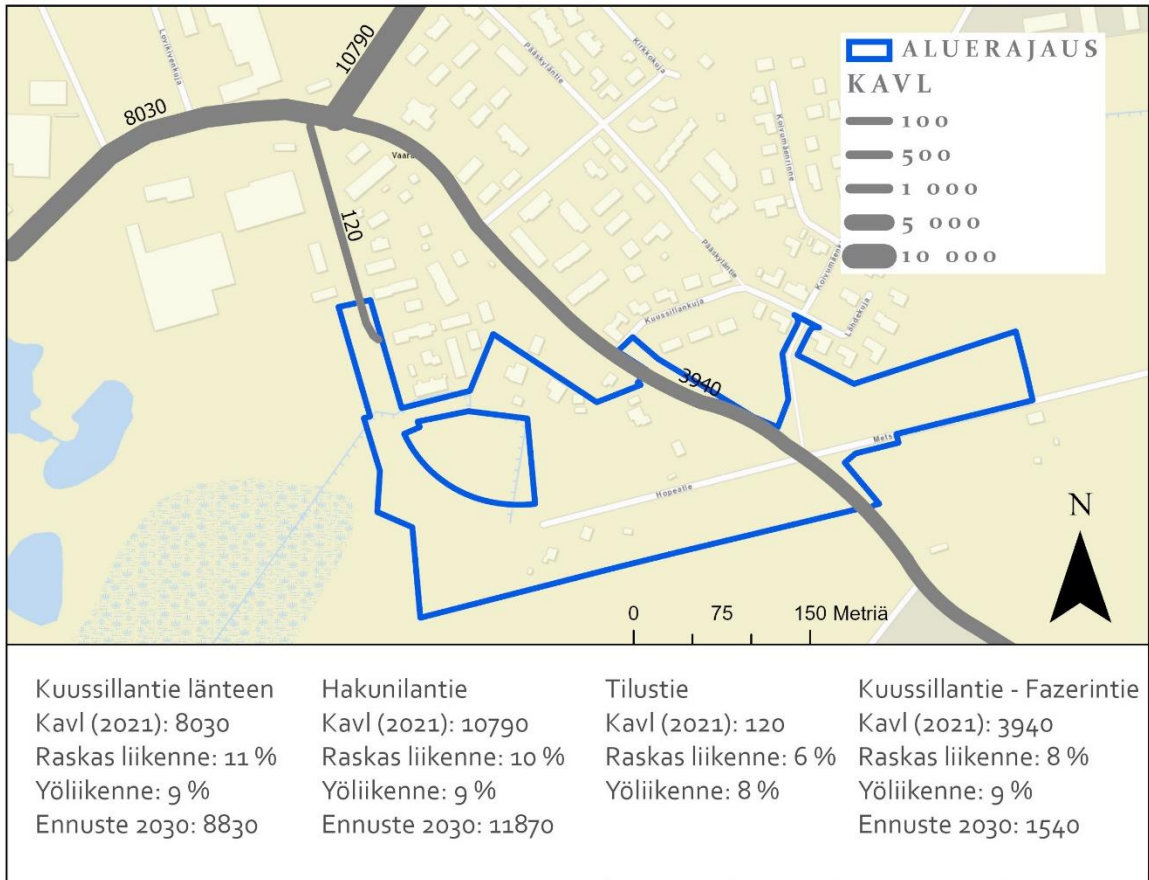 ALUERAJAUS
KAVL
100
500
1 000
5 000
10 000
Lovikivenkuja
10790
8030
120
3940
Pääskyläntie
Kirkkokuja
Koivumäenrinne
Pääskyläntie
Kuussillankuja
Lähdekuja
Hopeatie
N
0 75 150 Metriä
Kuussillantie länteen
Kavl (2021): 8030
Raskas liikenne: 11 %
Yöliikenne: 9 %
Ennuste 2030: 8830
Hakunilantie
Kavl (2021): 10790
Raskas liikenne: 10 %
Yöliikenne: 9 %
Ennuste 2030: 11870
Tilustie
Kavl (2021): 120
Raskas liikenne: 6 %
Yöliikenne: 8 %
Kuussillantie - Fazerintie
Kavl (2021): 3940
Raskas liikenne: 8 %
Yöliikenne: 9 %
Ennuste 2030: 1540